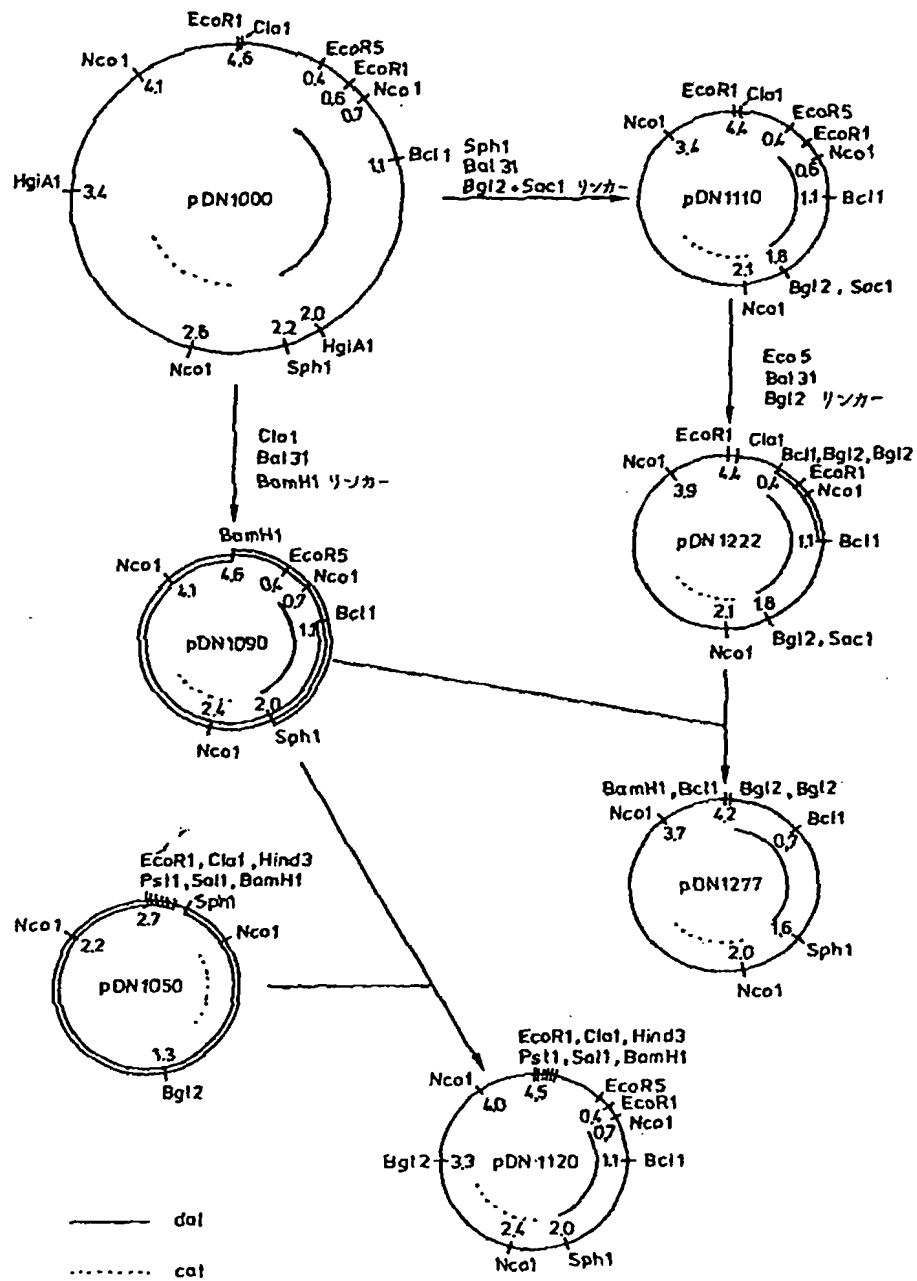 EcoR1
Cla1
4.6
EcoR5
0.4
EcoR1
0.6
Nco1
0.7
Nco1
4.1
Bcl1
1.1
HgiA1
3.4
pDN1000
2.0
HgiA1
2.2
Sph1
2.6
Nco1
Sph1
Bal 31
Bgl2 + Sac1 リンカー
EcoR1
Cla1
4.4
EcoR5
0.4
EcoR1
Nco1
0.6
Nco1
3.4
pDN1110
1.1
Bcl1
1.8
Bgl2, Sac1
2.1
Nco1
Eco 5
Bal 31
Bgl2 リンカー
Cla1
Bal 31
BamH1 リンカー
EcoR1
Cla1
4.4
Bcl1, Bgl2, Bgl2
0.4
EcoR1
Nco1
Nco1
3.9
pDN1222
1.1
Bcl1
1.8
Bgl2, Sac1
2.1
Nco1
BamH1
4.6
EcoR5
0.4
Nco1
0.7
Nco1
4.1
Bcl1
1.1
pDN1090
2.0
Sph1
2.4
Nco1
BamH1, Bcl1
Bgl2, Bgl2
4.2
Nco1
3.7
Bcl1
0.7
pDN1277
1.6
Sph1
2.0
Nco1
EcoR1, Cla1, Hind3
Pst1, Sal1, BamH1
Sph1
2.7
Nco1
2.2
Nco1
pDN1050
1.3
Bgl2
EcoR1, Cla1, Hind3
Pst1, Sal1, BamH1
4.5
EcoR5
EcoR1
0.4
Nco1
0.7
Nco1
4.0
Bgl2
3.3
pDN1120
1.1
Bcl1
2.4
2.0
Nco1
Sph1
dal
cat